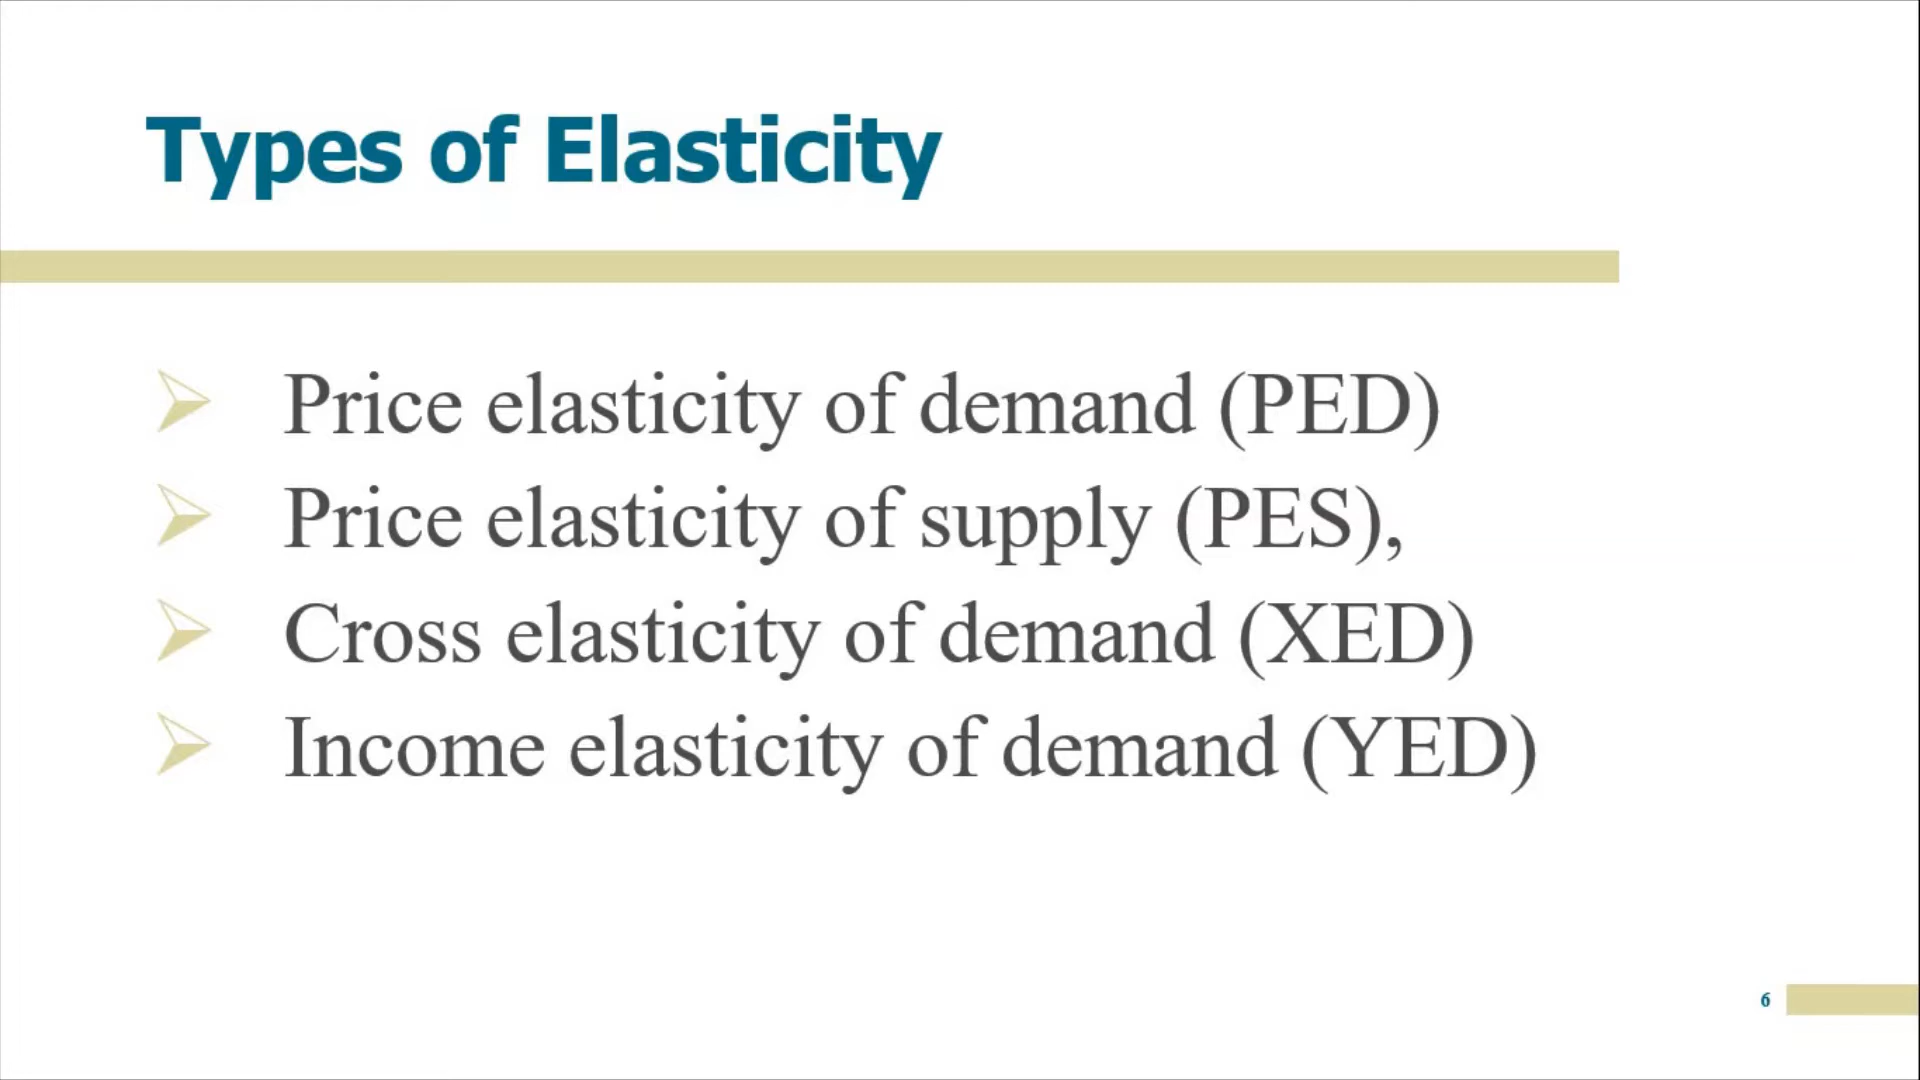 Types of Elasticity
Price elasticity of demand (PED)
Price elasticity of supply (PES),
Cross elasticity of demand (XED)
Income elasticity of demand (YED)
6